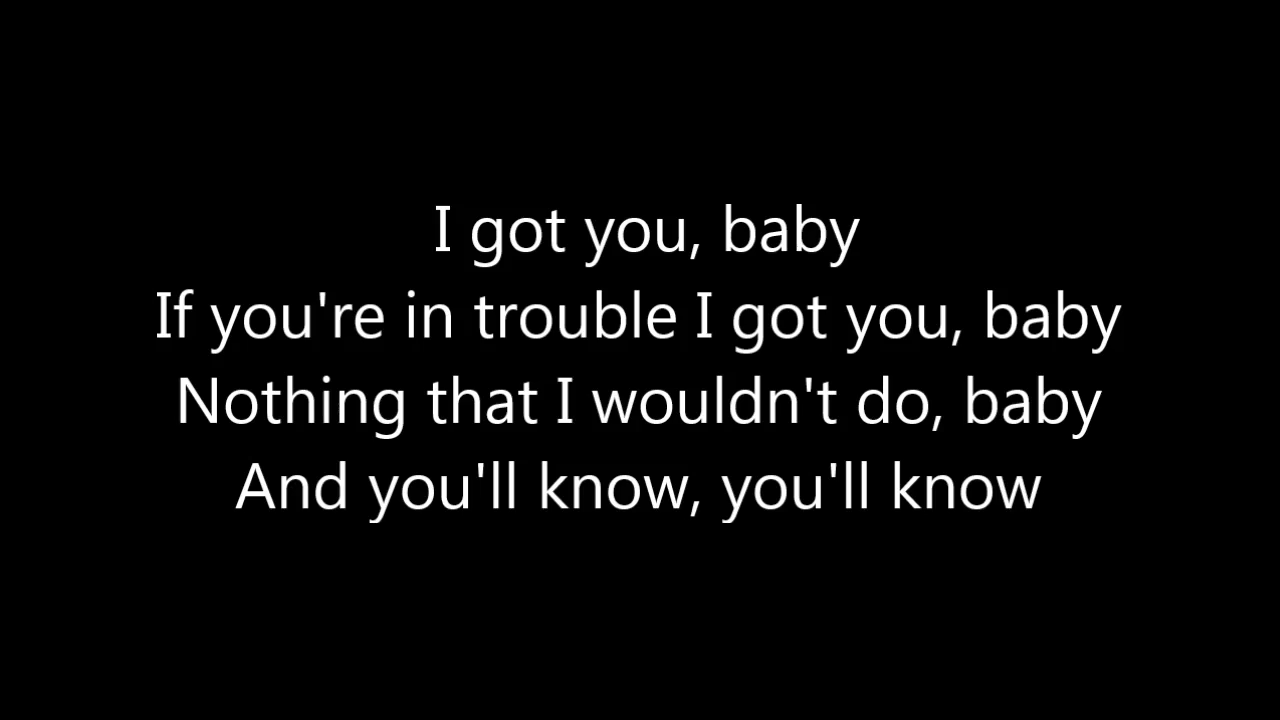 I got you, baby
If you're in trouble I got you, baby
Nothing that I wouldn't do, baby
And you'll know, you'll know